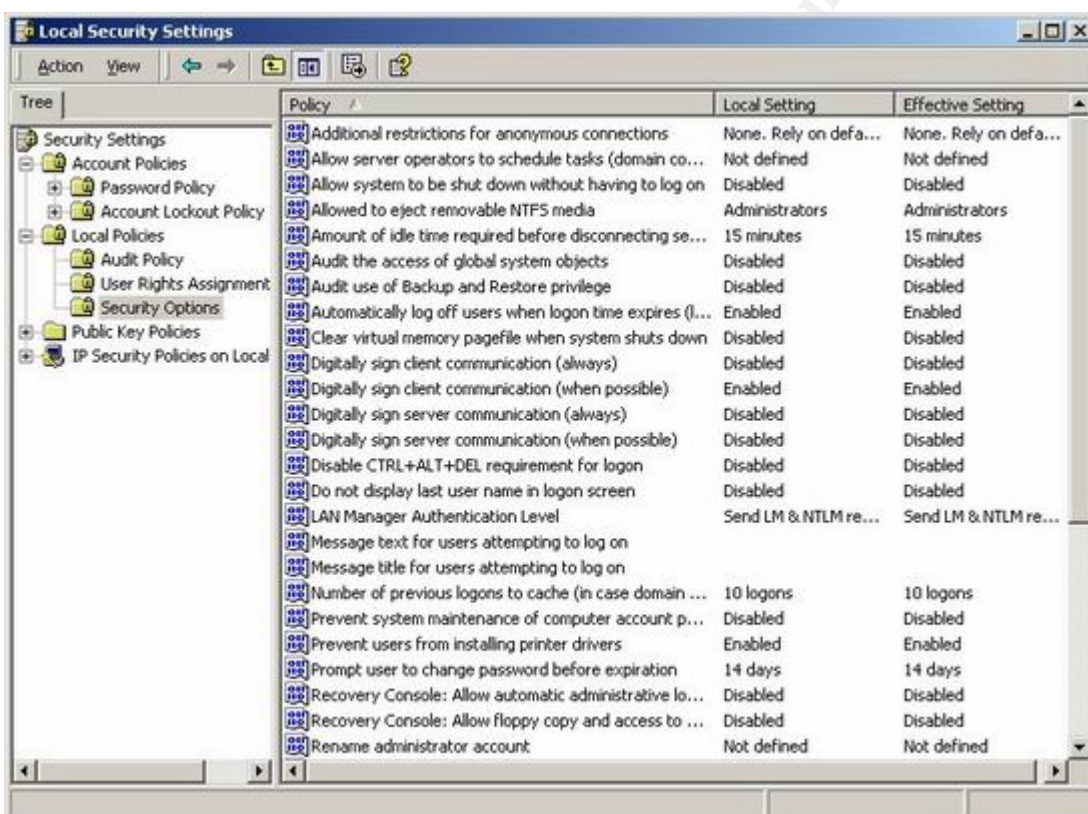 Local Security Settings
Action View
Tree
Security Settings
Account Policies
Password Policy
Account Lockout Policy
Local Policies
Audit Policy
User Rights Assignment
Security Options
Public Key Policies
IP Security Policies on Local
Policy Local Setting Effective Setting
Additional restrictions for anonymous connections None. Rely on defa... None. Rely on defa...
Allow server operators to schedule tasks (domain co... Not defined Not defined
Allow system to be shut down without having to log on Disabled Disabled
Allowed to eject removable NTFS media Administrators Administrators
Amount of idle time required before disconnecting se... 15 minutes 15 minutes
Audit the access of global system objects Disabled Disabled
Audit use of Backup and Restore privilege Disabled Disabled
Automatically log off users when logon time expires (l... Enabled Enabled
Clear virtual memory pagefile when system shuts down Disabled Disabled
Digitally sign client communication (always) Disabled Disabled
Digitally sign client communication (when possible) Enabled Enabled
Digitally sign server communication (always) Disabled Disabled
Digitally sign server communication (when possible) Disabled Disabled
Disable CTRL+ALT+DEL requirement for logon Disabled Disabled
Do not display last user name in logon screen Disabled Disabled
LAN Manager Authentication Level Send LM & NTLM re... Send LM & NTLM re...
Message text for users attempting to log on
Message title for users attempting to log on
Number of previous logons to cache (in case domain ... 10 logons 10 logons
Prevent system maintenance of computer account p... Disabled Disabled
Prevent users from installing printer drivers Enabled Enabled
Prompt user to change password before expiration 14 days 14 days
Recovery Console: Allow automatic administrative lo... Disabled Disabled
Recovery Console: Allow floppy copy and access to ... Disabled Disabled
Rename administrator account Not defined Not defined